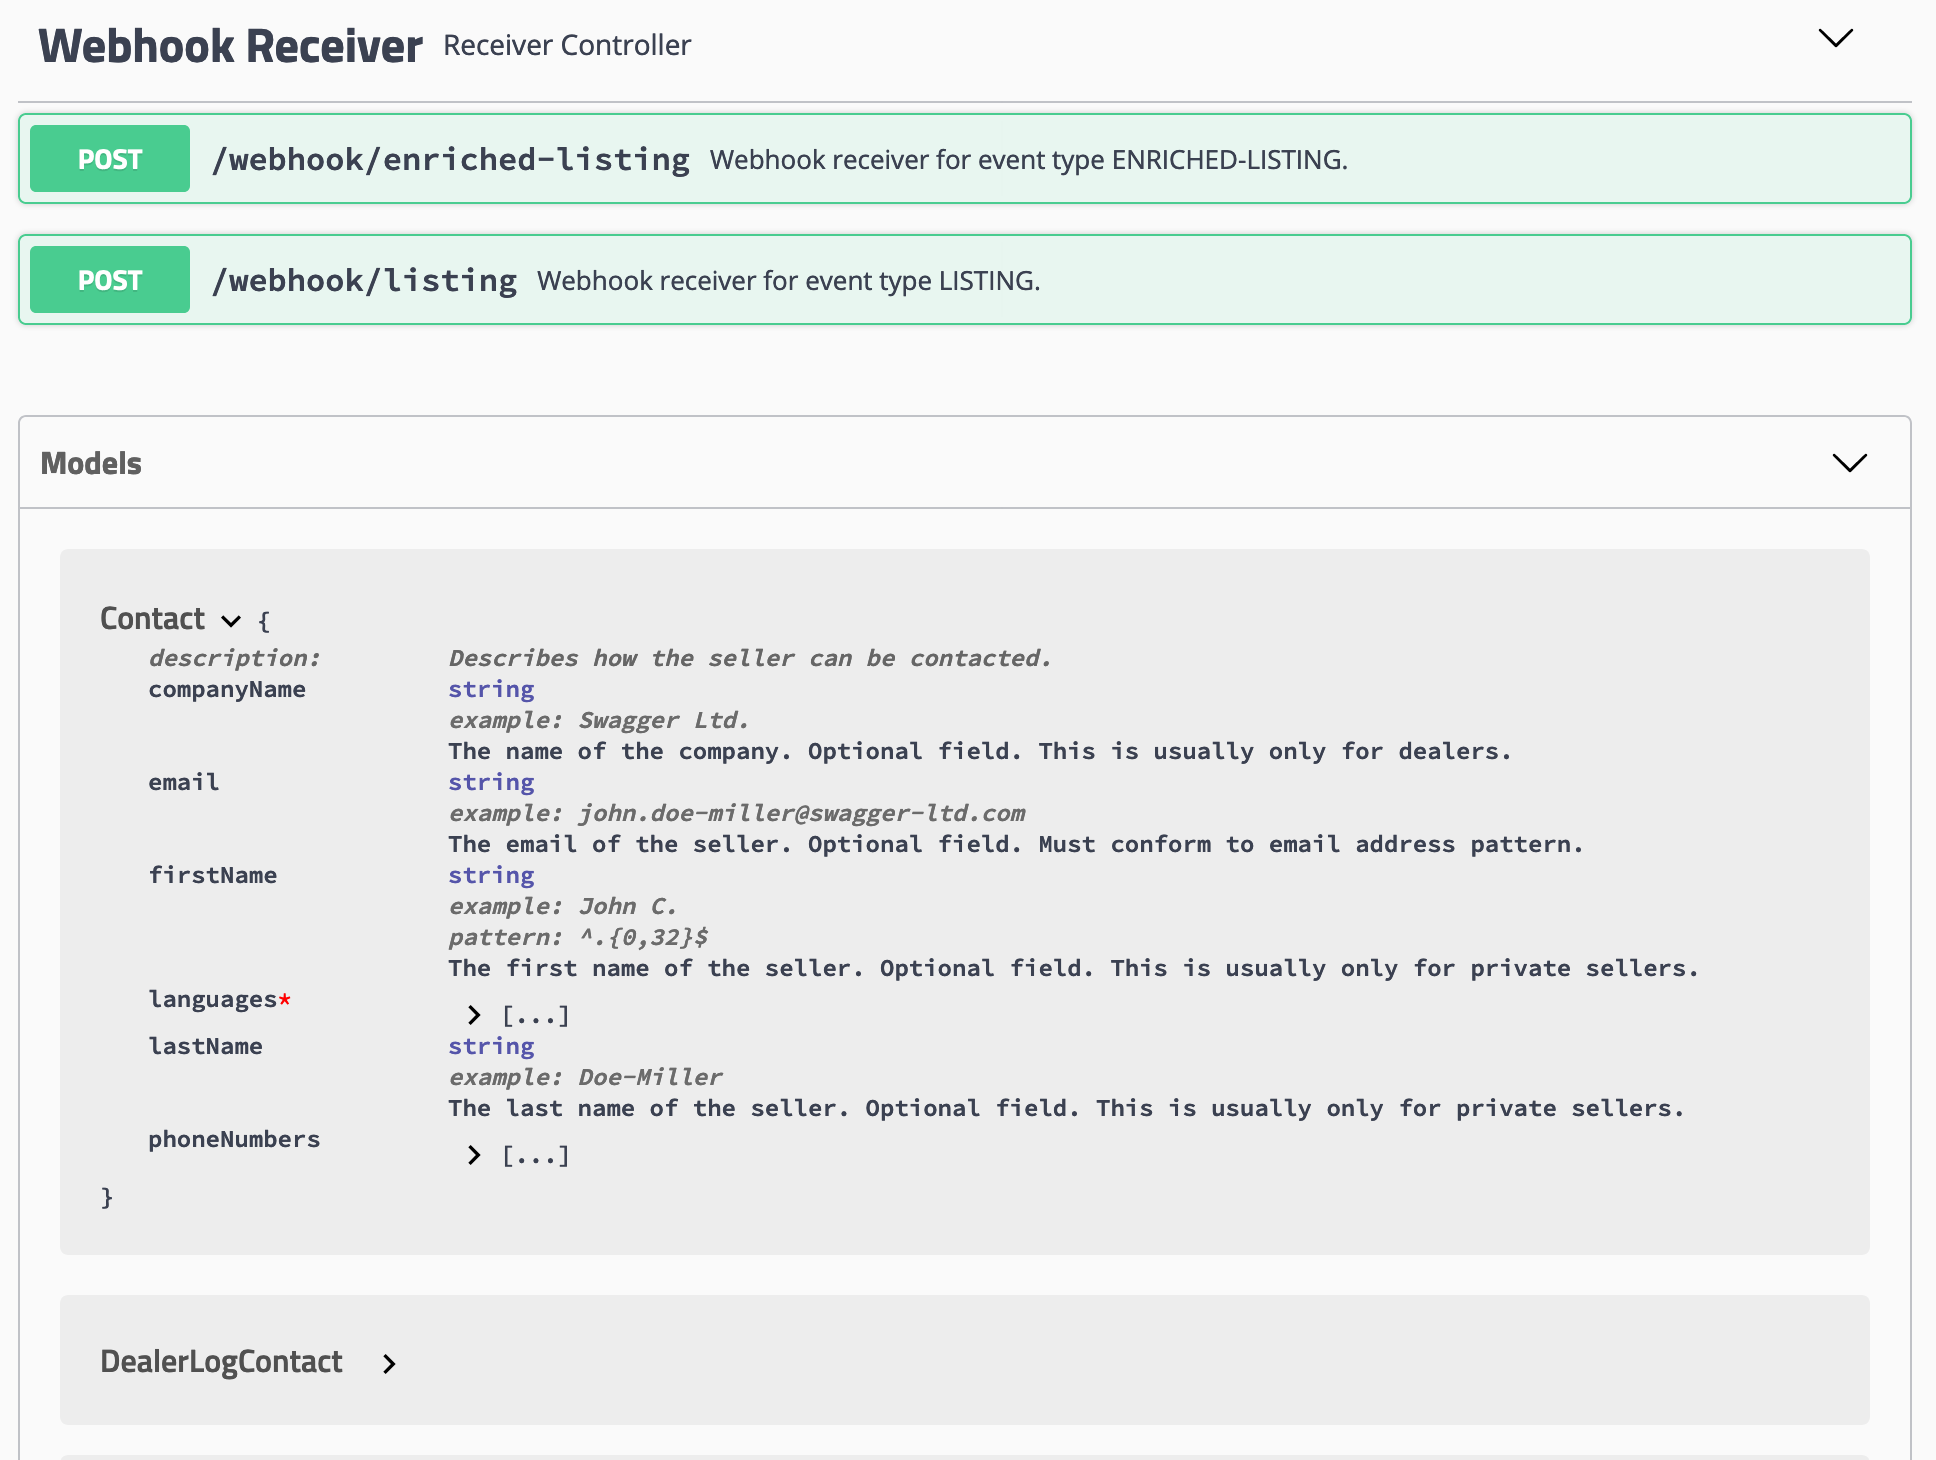 Webhook Receiver Receiver Controller
POST /webhook/enriched-listing Webhook receiver for event type ENRICHED-LISTING.
POST /webhook/listing Webhook receiver for event type LISTING.
Models
Contact {
description: Describes how the seller can be contacted.
companyName string
example: Swagger Ltd.
The name of the company. Optional field. This is usually only for dealers.
email string
example: john.doe-miller@swagger-ltd.com
The email of the seller. Optional field. Must conform to email address pattern.
firstName string
example: John C.
pattern: ^.{0,32}$
The first name of the seller. Optional field. This is usually only for private sellers.
languages* [...]
lastName string
example: Doe-Miller
The last name of the seller. Optional field. This is usually only for private sellers.
phoneNumbers [...]
}
DealerLogContact